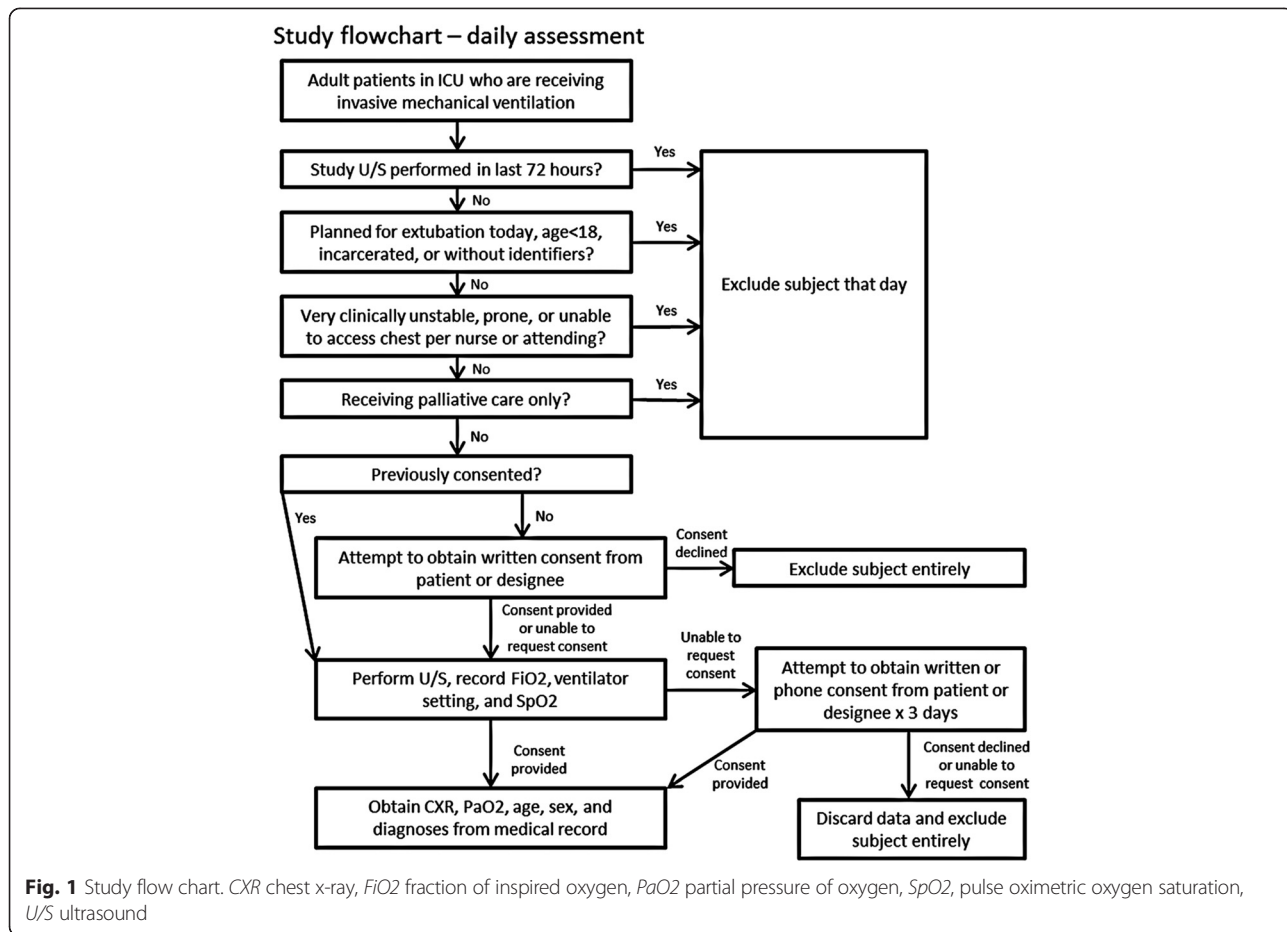 Study flowchart – daily assessment
Adult patients in ICU who are receiving
invasive mechanical ventilation
Study U/S performed in last 72 hours?
Yes
No
Planned for extubation today, age<18,
incarcerated, or without identifiers?
Yes
Exclude subject that day
No
Very clinically unstable, prone, or unable
to access chest per nurse or attending?
Yes
No
Receiving palliative care only?
Yes
No
Previously consented?
Yes
No
Attempt to obtain written consent from
patient or designee
Consent
declined
Exclude subject entirely
Consent provided
or unable to
request consent
Perform U/S, record FiO2, ventilator
setting, and SpO2
Unable to
request
consent
Attempt to obtain written or
phone consent from patient or
designee x 3 days
Consent
provided
Consent
provided
Consent declined
or unable to
request consent
Obtain CXR, PaO2, age, sex, and
diagnoses from medical record
Discard data and exclude
subject entirely
Fig. 1 Study flow chart. CXR chest x-ray, FiO2 fraction of inspired oxygen, PaO2 partial pressure of oxygen, SpO2, pulse oximetric oxygen saturation,
U/S ultrasound